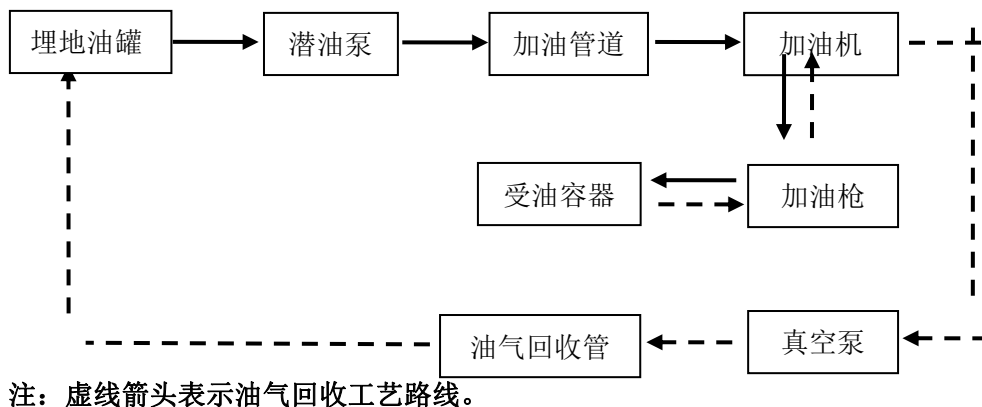 埋地油罐
潜油泵
加油管道
加油机
受油容器
加油枪
油气回收管
真空泵
注：虚线箭头表示油气回收工艺路线。